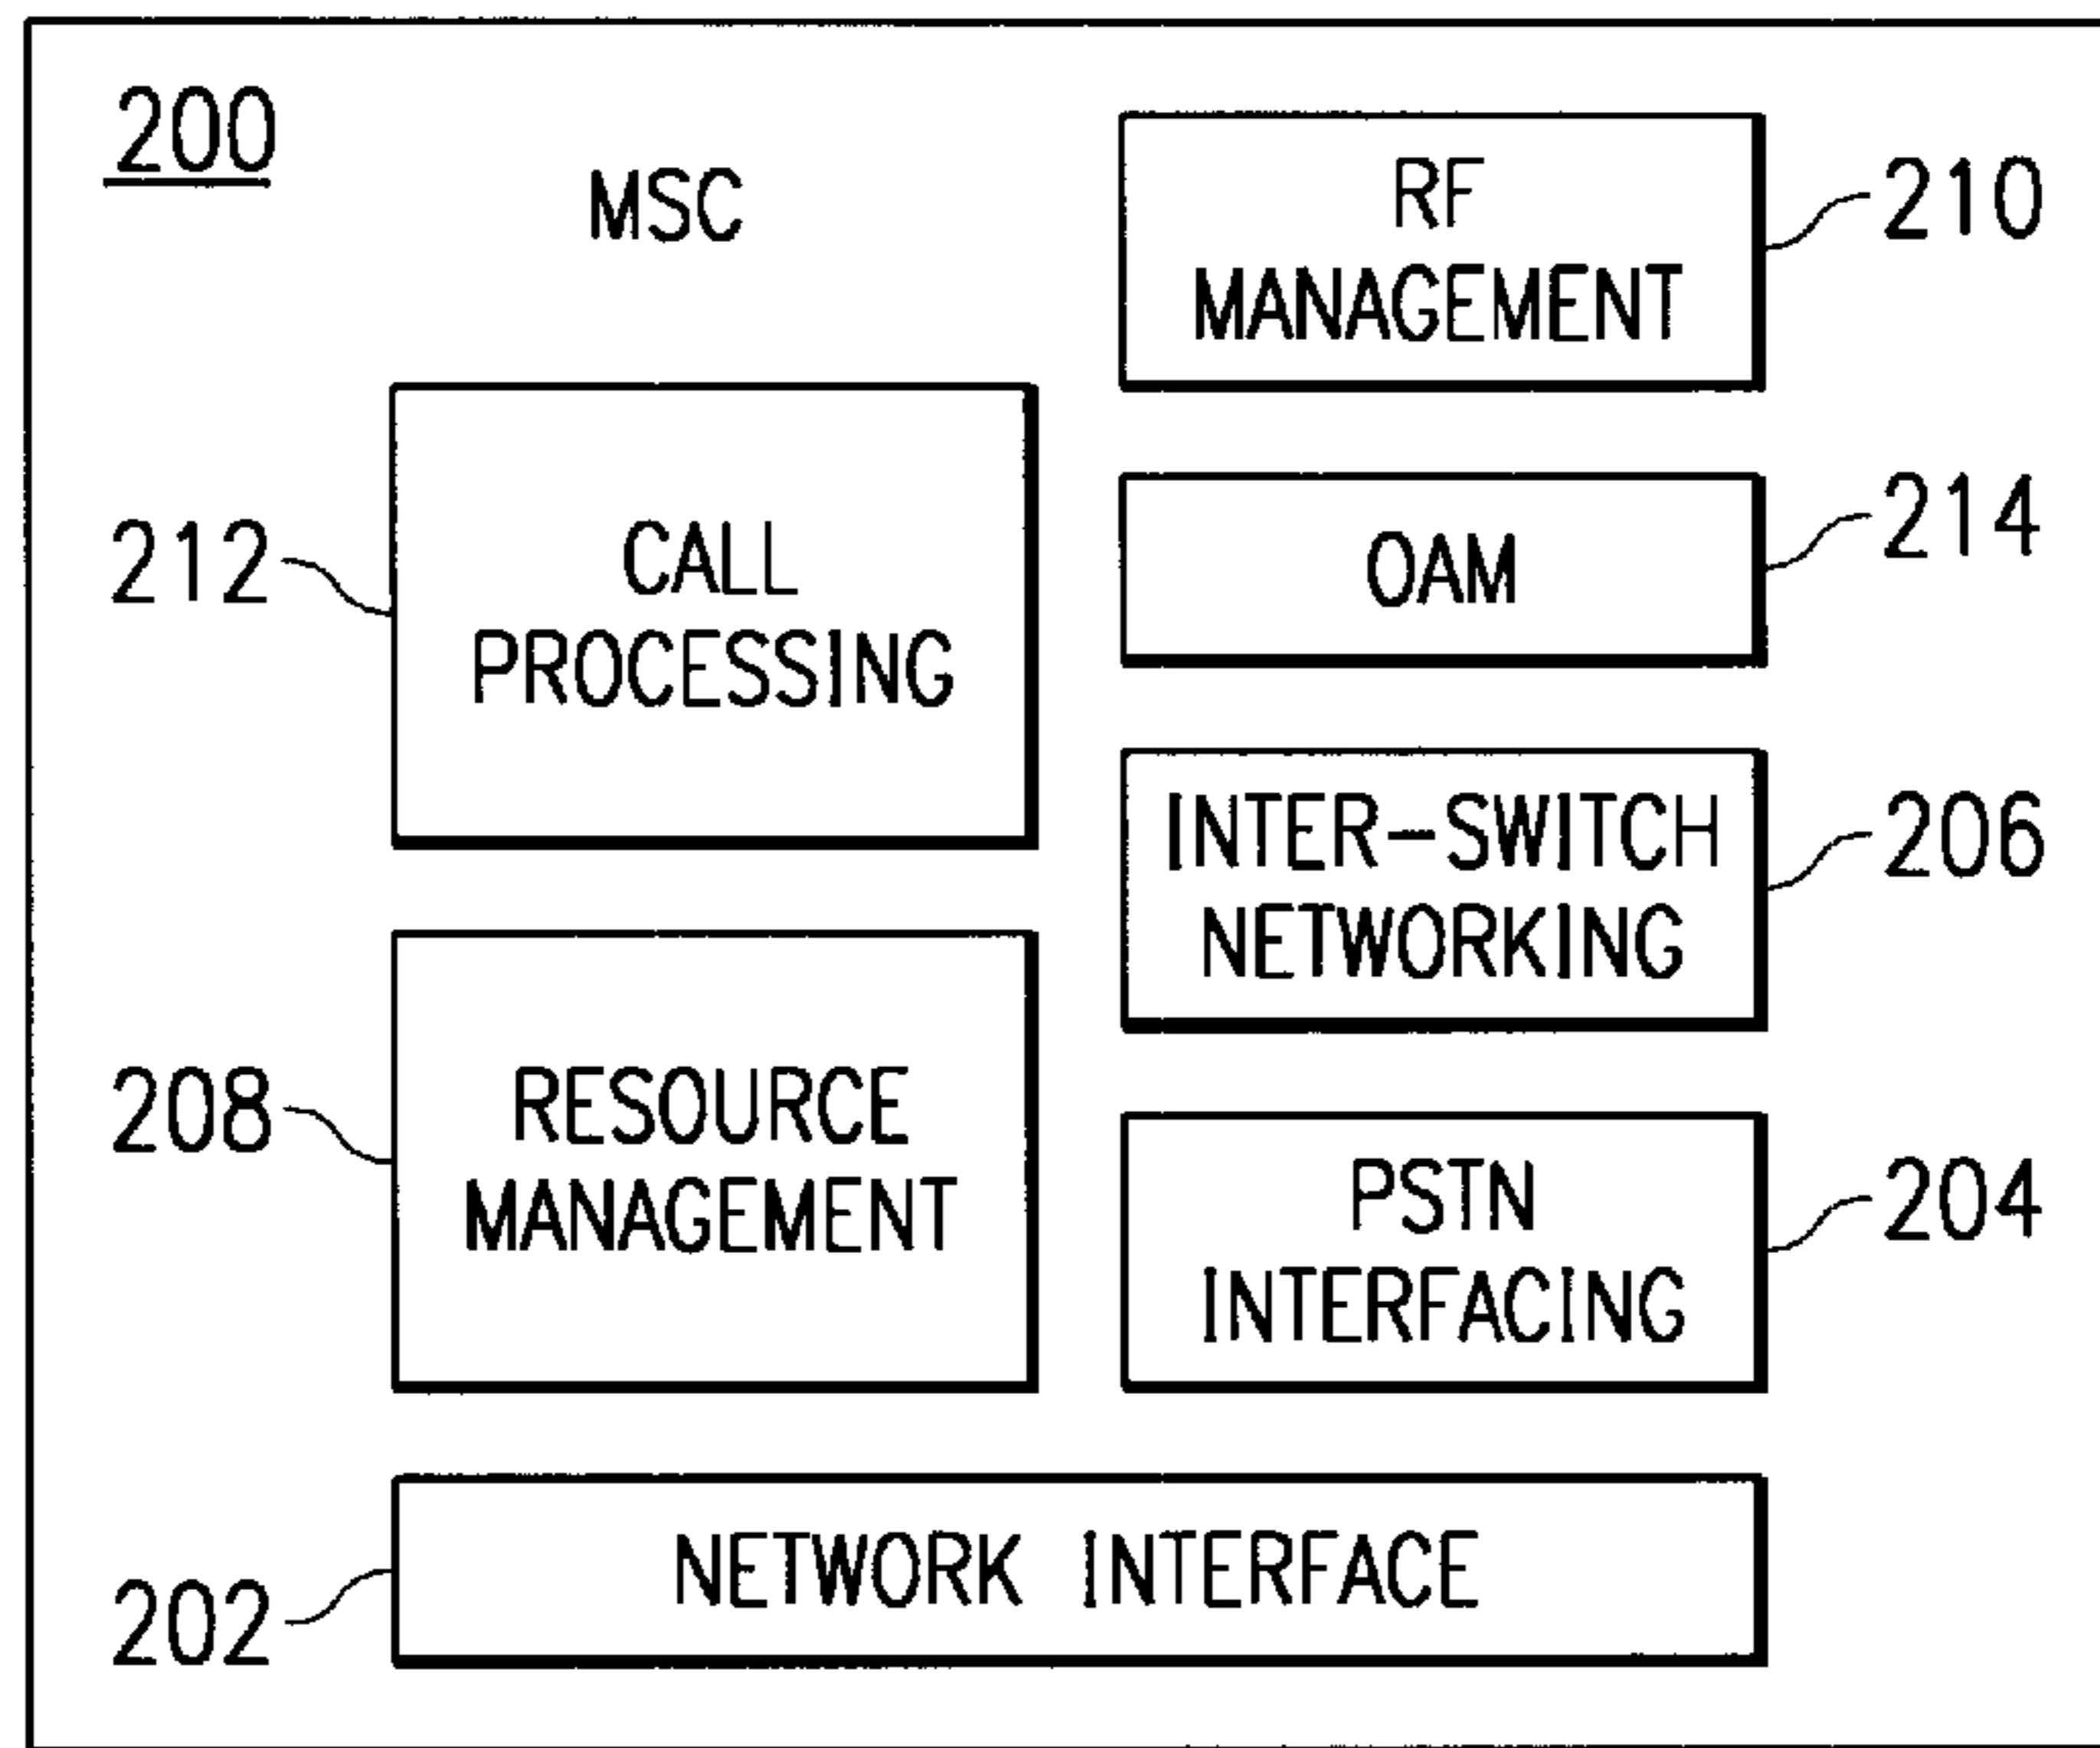 200
MSC
RF
MANAGEMENT
210
CALL
PROCESSING
212
OAM
214
INTER-SWITCH
NETWORKING
206
RESOURCE
MANAGEMENT
208
PSTN
INTERFACING
204
NETWORK INTERFACE
202